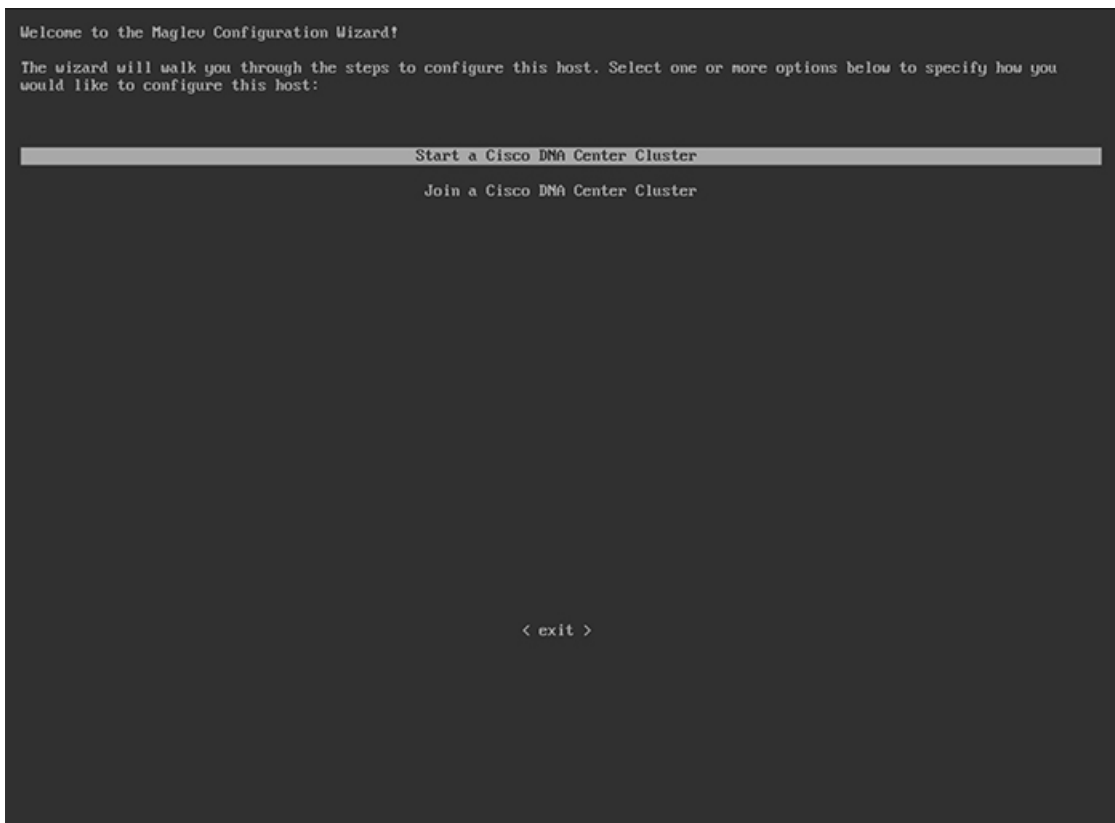 Welcome to the Maglev Configuration Wizard!
The wizard will walk you through the steps to configure this host. Select one or more options below to specify how you
would like to configure this host:
Start a Cisco DNA Center Cluster
Join a Cisco DNA Center Cluster
< exit >